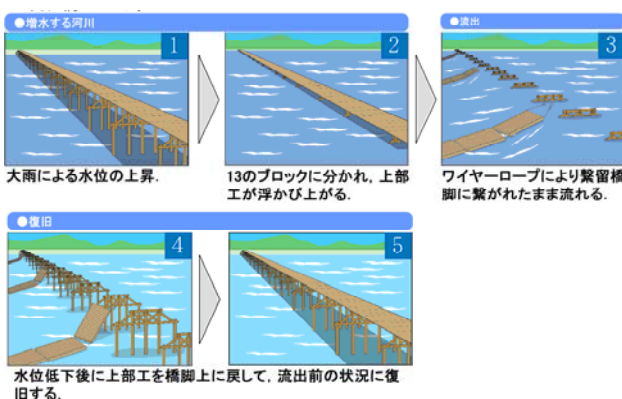 ●増水する河川
1
2
大雨による水位の上昇.
13のブロックに分かれ, 上部
工が浮かび上がる.
●流出
3
ワイヤーロープにより繋留橋
脚に繋がれたまま流れる.
●復旧
4
5
水位低下後に上部工を橋脚上に戻して, 流出前の状況に復
旧する.